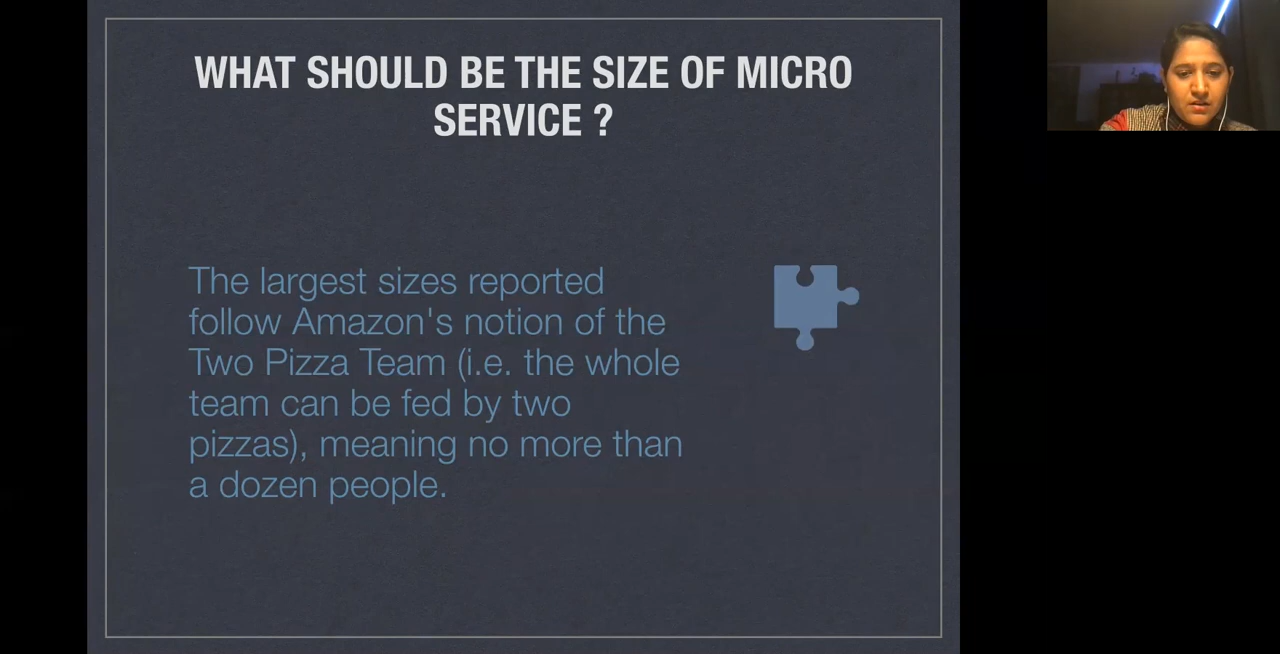 WHAT SHOULD BE THE SIZE OF MICRO
SERVICE ?
The largest sizes reported
follow Amazon's notion of the
Two Pizza Team (i.e. the whole
team can be fed by two
pizzas), meaning no more than
a dozen people.